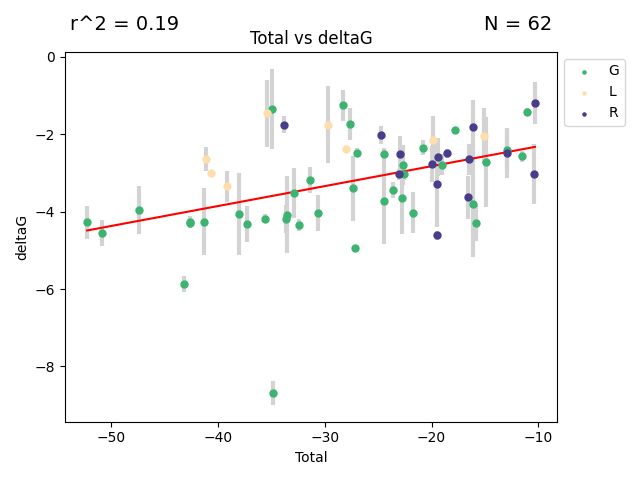 r^2 = 0.19
N = 62
Total vs deltaG
G
L
R
0
−2
−4
−6
−8
deltaG
−50
−40
−30
−20
−10
Total